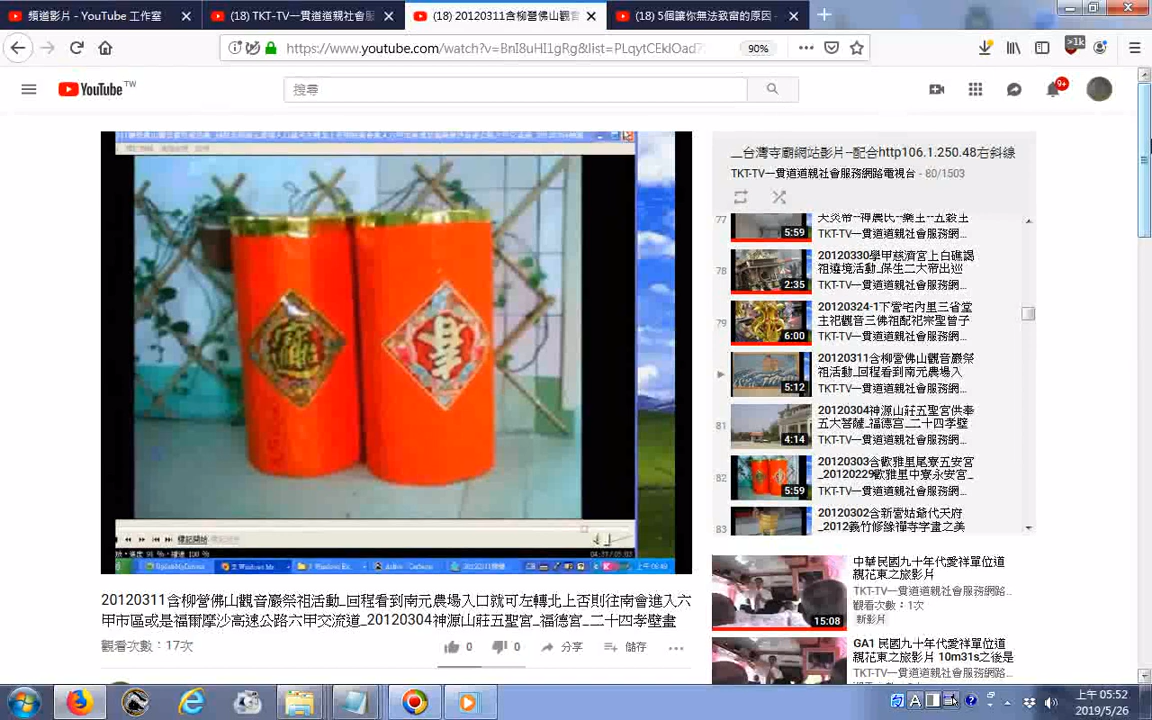 頻道影片 - YouTube 工作室
(18) TKT-TV一貫道道親社會服
(18) 20120311含柳營佛山觀音
(18) 5個讓你無法致富的原因 -
https://www.youtube.com/watch?v=BnI8uHI1gRg&list=PLqytCEkIOad7
90%
>1k
YouTube TW
搜尋
9+
春
__台灣寺廟網站影片--配合http106.1.250.48右斜線
TKT-TV一貫道道親社會服務網路電視台 - 80/1503
77
5:59
TKT-TV一貫道道親社會服務網...
78
2:35
20120330學甲慈濟宮上白礁謁
祖遶境活動_保生二大帝出巡
TKT-TV一貫道道親社會服務網...
79
6:00
20120324-1下營宅內里三省堂
主祀觀音三佛祖配祀宗聖曾子
TKT-TV一貫道道親社會服務網...
5:12
20120311含柳營佛山觀音巖祭
祖活動_回程看到南元農場入
TKT-TV一貫道道親社會服務網...
81
4:14
20120304神源山莊五聖宮供奉
五大菩薩_福德宮_二十四孝壁
TKT-TV一貫道道親社會服務網...
82
5:59
20120303含歡雅里尾寮五安宮
_20120229歡雅里中寮永安宮_
TKT-TV一貫道道親社會服務網...
83
20120302含新營姑爺代天府
_2012義竹修緣禪寺字畫之美
標記開始
上午 06:49
20120311含柳營佛山觀音巖祭祖活動_回程看到南元農場入口就可左轉北上否則往南會進入六
甲市區或是福爾摩沙高速公路六甲交流道_20120304神源山莊五聖宮_福德宮_二十四孝壁畫
觀看次數：17次
0
0
分享
儲存
15:08
中華民國九十年代愛祥單位道
親花東之旅影片
TKT-TV一貫道道親社會服務網...
觀看次數：1次
新影片
GA1 民國九十年代愛祥單位道
親花東之旅影片 10m31s之後是
TKT-TV一貫道道親社會服務網...
A
上午 05:52
2019/5/26